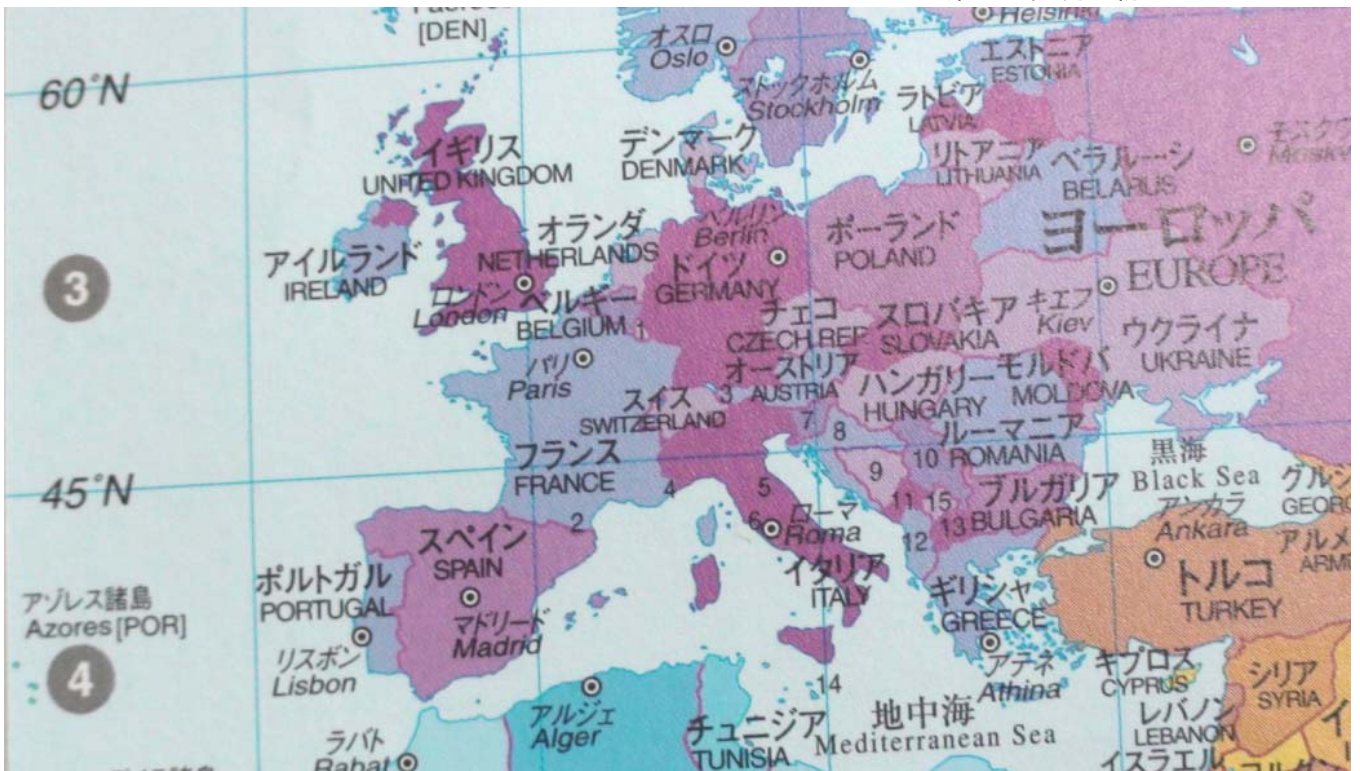 [DEN]
オスロ
Oslo
Helsinki
エストニア
ESTONIA
60°N
ストックホルム
Stockholm
ラトビア
LATVIA
イギリス
UNITED KINGDOM
デンマーク
DENMARK
リトアニア
LITHUANIA
ベラルーシ
BELARUS
オランダ
NETHERLANDS
ベルリン
Berlin
ポーランド
POLAND
ヨーロッパ
EUROPE
アイルランド
IRELAND
3
ロンドン
London
ドイツ
GERMANY
ベルギー
BELGIUM
1
チェコ
CZECH REP
スロバキア
SLOVAKIA
キエフ
Kiev
ウクライナ
UKRAINE
パリ
Paris
オーストリア
AUSTRIA
3
ハンガリー
HUNGARY
モルドバ
MOLDOVA
スイス
SWITZERLAND
7
8
ルーマニア
ROMANIA
10
9
黒海
Black Sea
フランス
FRANCE
45°N
4
5
11
15
ブルガリア
BULGARIA
13
12
アンカラ
Ankara
2
6
ローマ
Roma
スペイン
SPAIN
イタリア
ITALY
ギリシャ
GREECE
トルコ
TURKEY
ポルトガル
PORTUGAL
アゾレス諸島
Azores [POR]
マドリード
Madrid
リスボン
Lisbon
4
アテネ
Athina
キプロス
CYPRUS
シリア
SYRIA
14
アルジェ
Alger
チュニジア
TUNISIA
地中海
Mediterranean Sea
レバノン
LEBANON
イスラエル
ラバト
Rabat